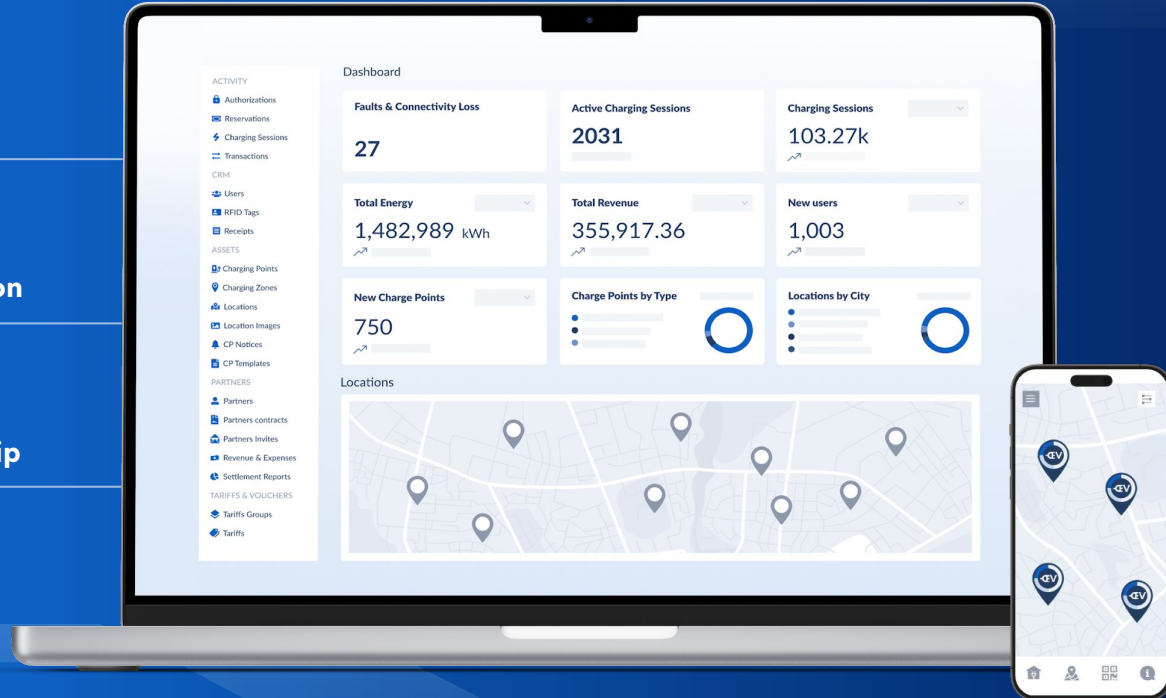 on
ip
ACTIVITY
Authorizations
Reservations
Charging Sessions
Transactions
CRM
Users
RFID Tags
Receipts
ASSETS
Charging Points
Charging Zones
Locations
Location Images
CP Notices
CP Templates
PARTNERS
Partners
Partners contracts
Partners Invites
Revenue & Expenses
Settlement Reports
TARIFFS & VOUCHERS
Tariffs Groups
Tariffs
Dashboard
Faults & Connectivity Loss
27
Active Charging Sessions
2031
Charging Sessions
103.27k
Total Energy
1,482,989 kWh
Total Revenue
355,917.36
New users
1,003
New Charge Points
750
Charge Points by Type
Locations by City
Locations
EV
EV
EV
EV